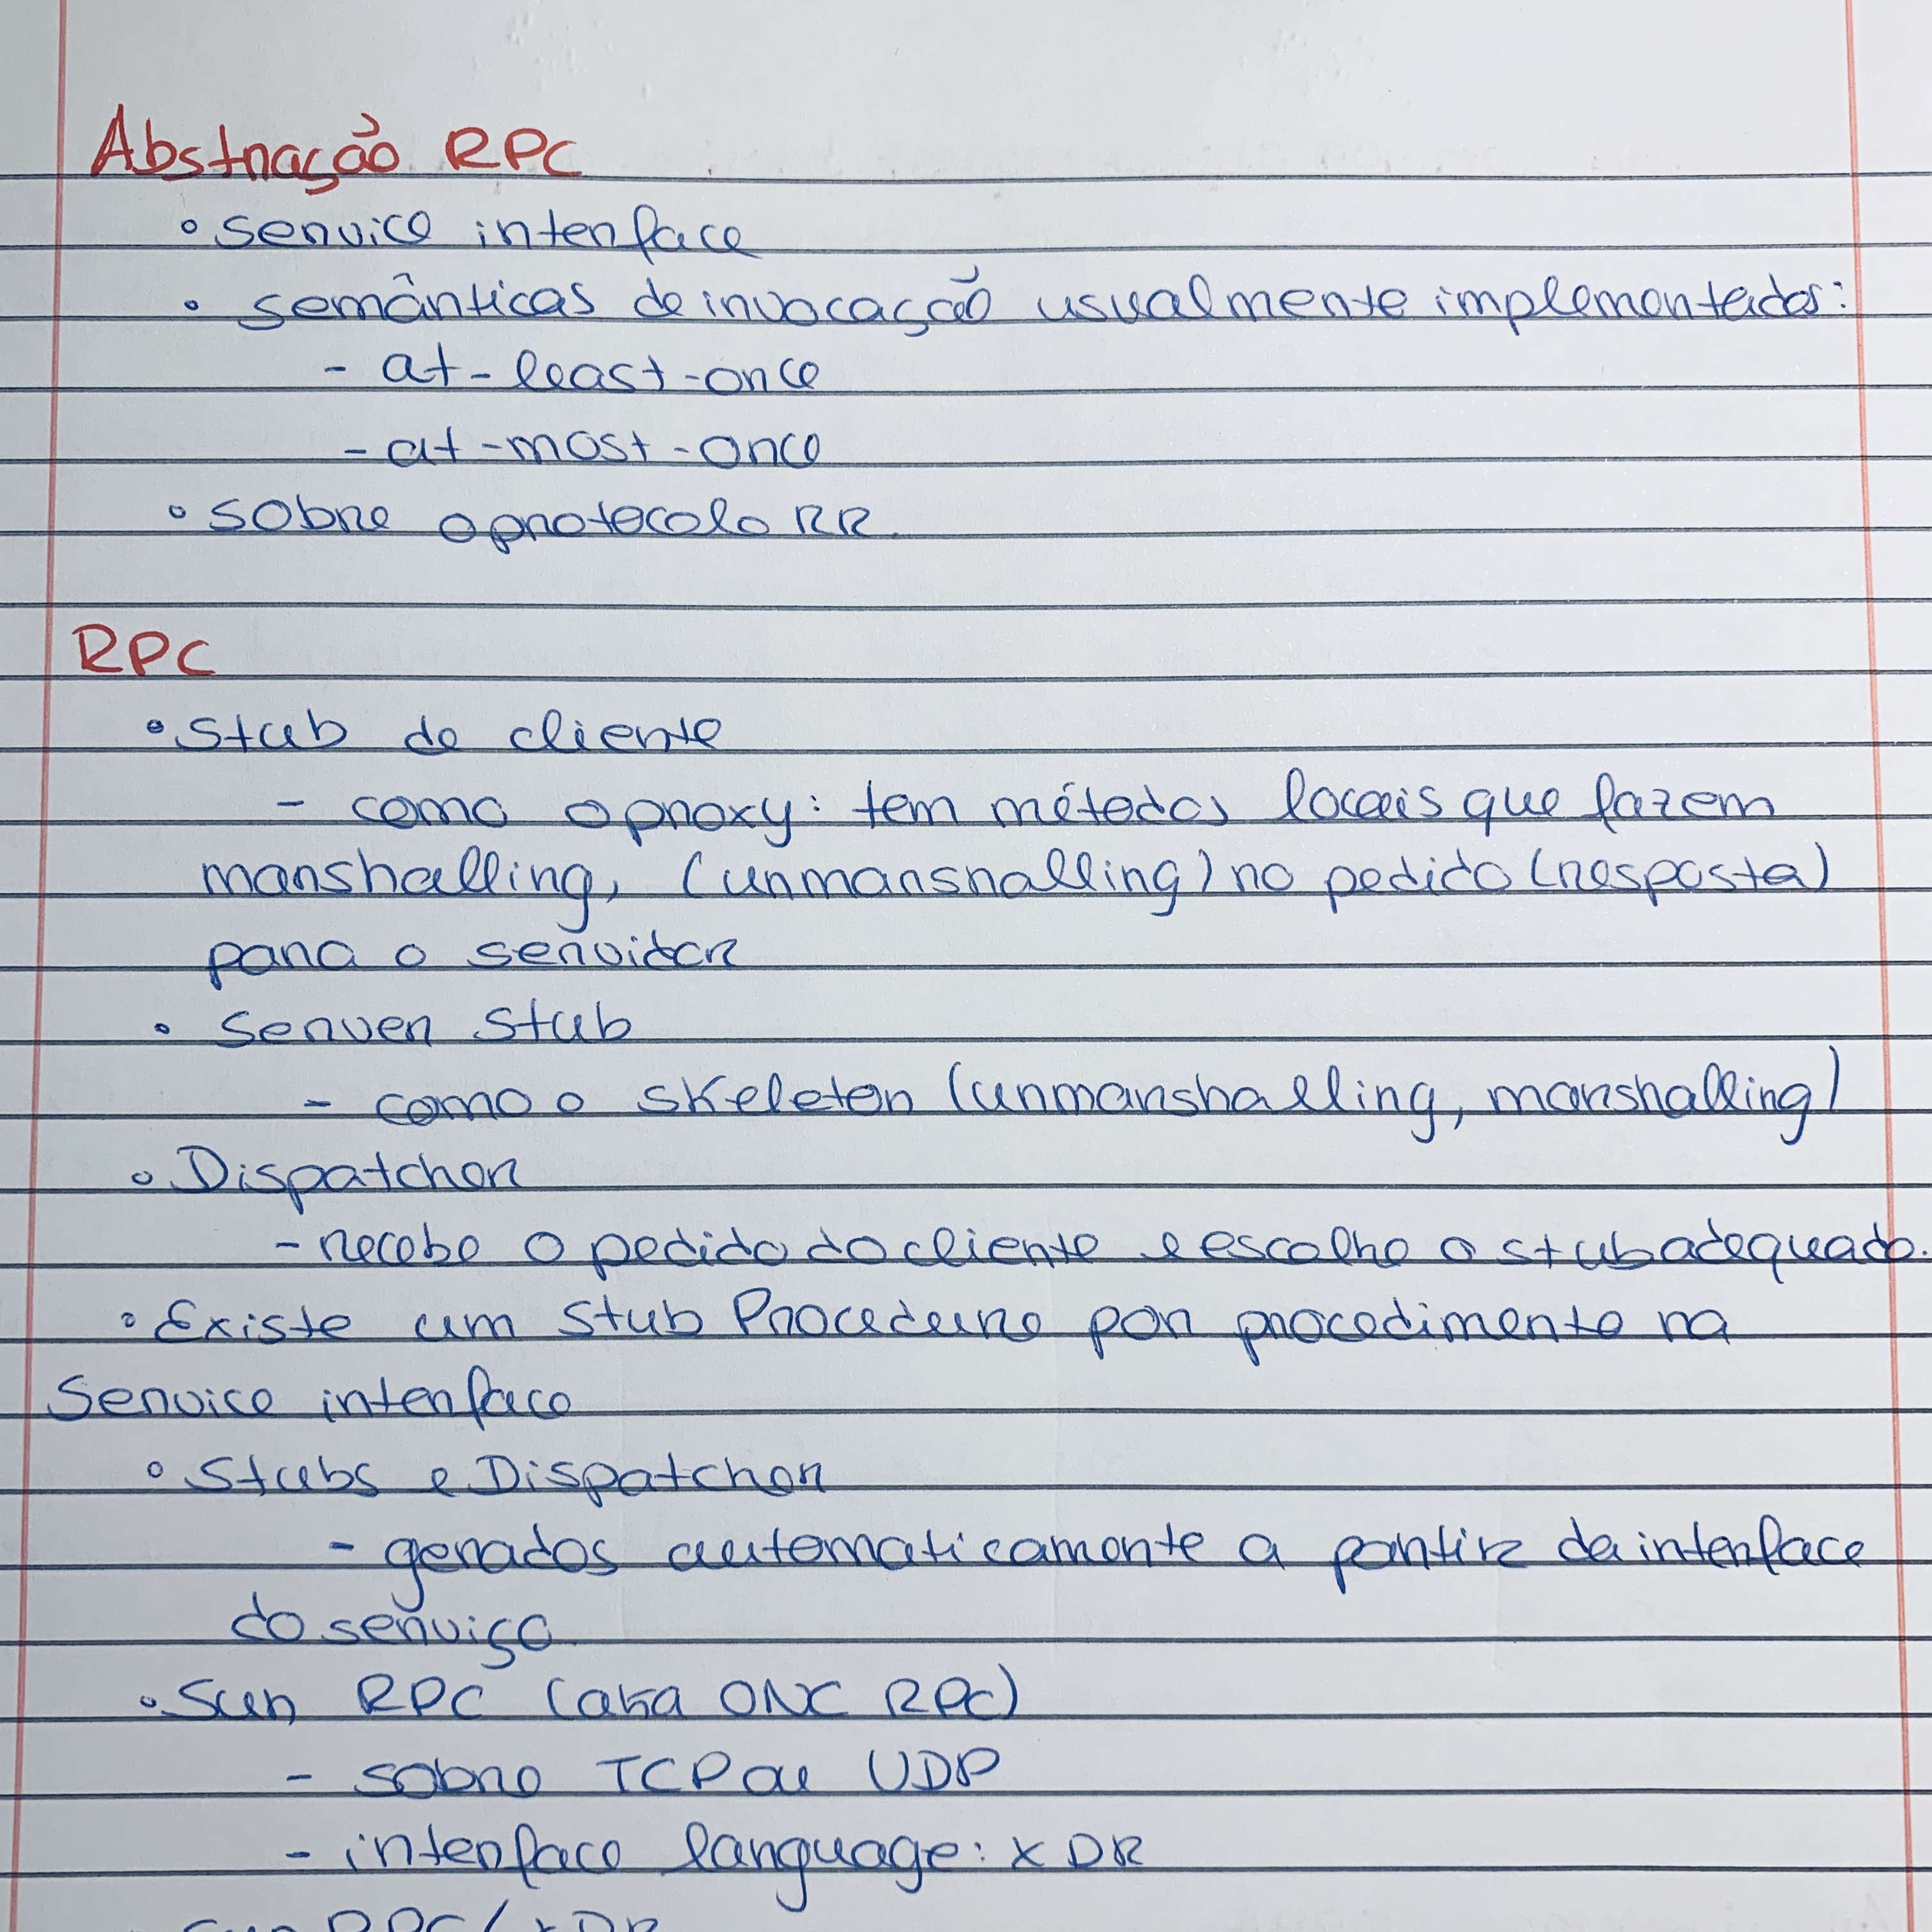 Abstração RPC
• service interface
• semânticas de invocação usualmente implementadas:
- at-least-once
- at-most-once
• sobre o protocolo RR
RPC
• Stub de cliente
- como o proxy: tem métodos locais que fazem
marshalling, (unmarshalling) no pedido (resposta)
para o servidor
• Server Stub
- como o skeleton (unmarshalling, marshalling)
• Dispatcher
- recebe o pedido do cliente e escolhe o stub adequado.
• Existe um Stub Procedure por procedimento na
Service interface
• Stubs e Dispatcher
- gerados automaticamente a partir da interface
do serviço
• Sun RPC (aka ONC RPC)
- sobre TCP ou UDP
- interface language: XDR
• Sun RPC / XDR